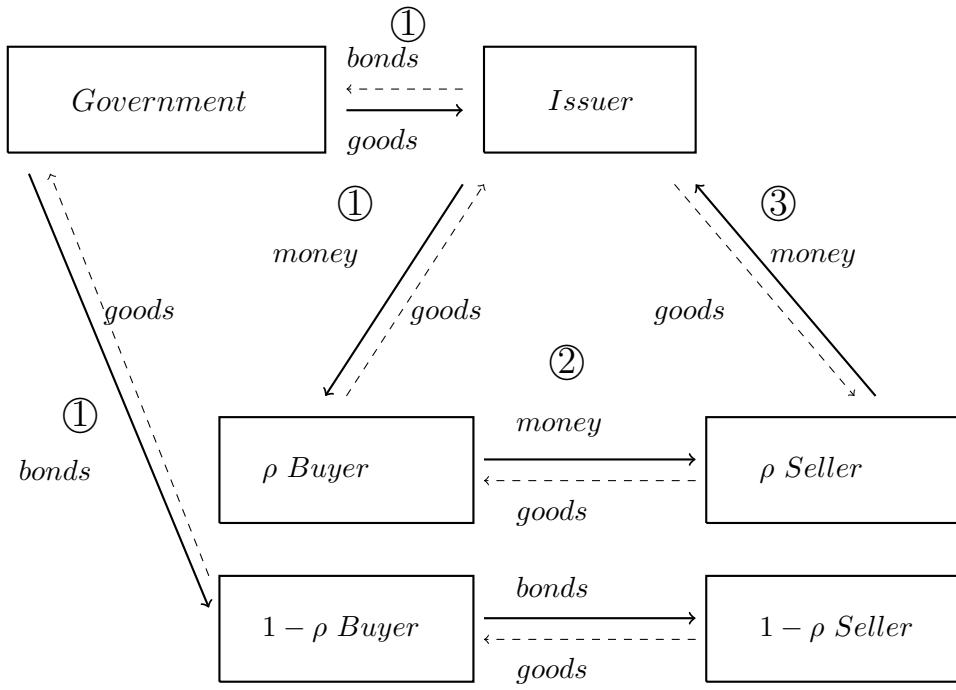 ①
bonds
Government
Issuer
goods
①
③
money
money
goods
goods
goods
②
①
money
bonds
ρ Buyer
ρ Seller
goods
bonds
1 − ρ Buyer
1 − ρ Seller
goods